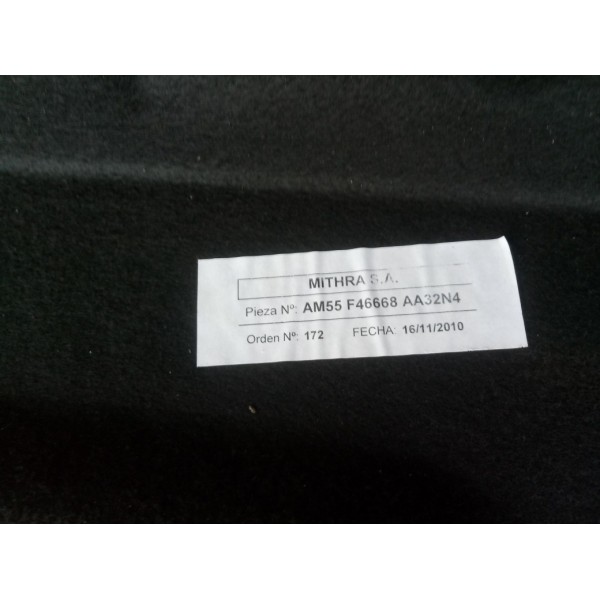 MITHRA S.A.
Pieza Nº: AM55 F46668 AA32N4
Orden Nº: 172 FECHA: 16/11/2010